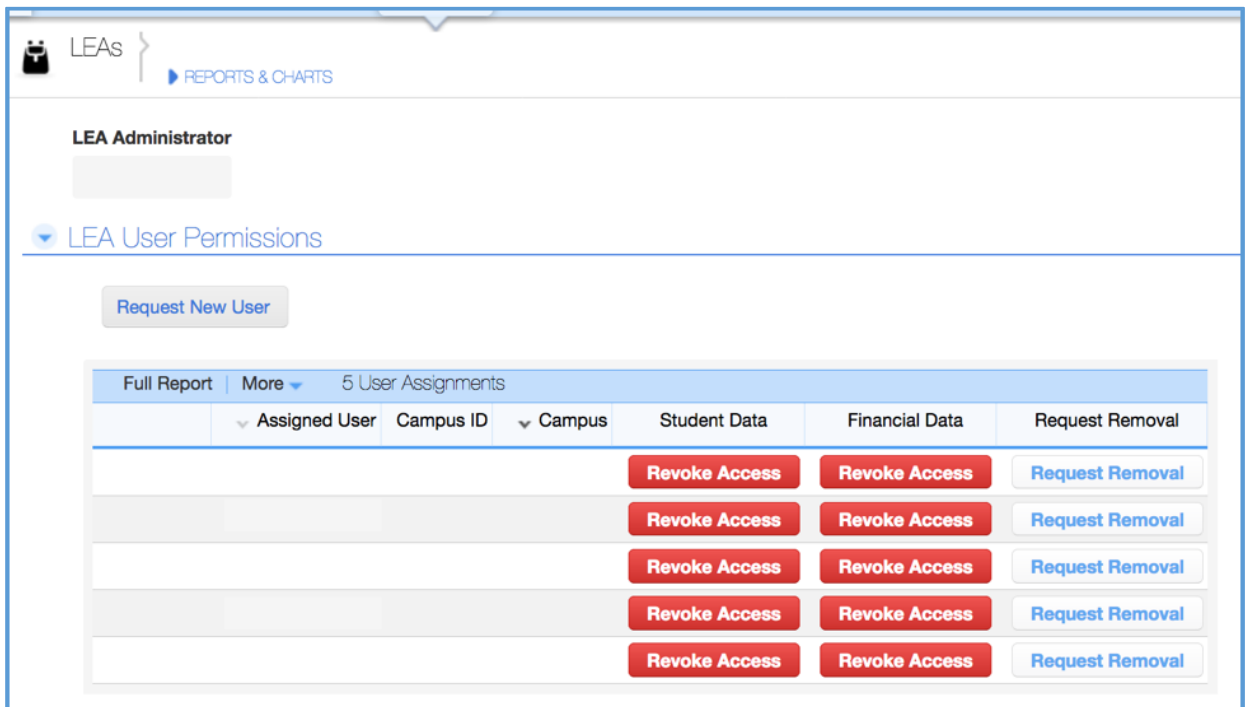 LEAs
REPORTS & CHARTS
LEA Administrator
LEA User Permissions
Request New User
Full Report | More 5 User Assignments
Assigned User Campus ID Campus Student Data Financial Data Request Removal
Revoke Access Revoke Access Request Removal
Revoke Access Revoke Access Request Removal
Revoke Access Revoke Access Request Removal
Revoke Access Revoke Access Request Removal
Revoke Access Revoke Access Request Removal